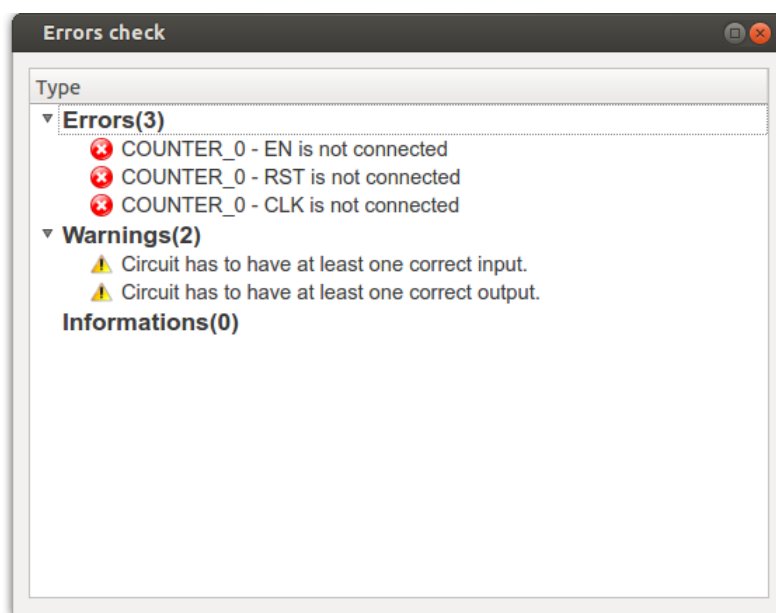 Errors check
Type
Errors(3)
COUNTER_0 - EN is not connected
COUNTER_0 - RST is not connected
COUNTER_0 - CLK is not connected
Warnings(2)
Circuit has to have at least one correct input.
Circuit has to have at least one correct output.
Informations(0)